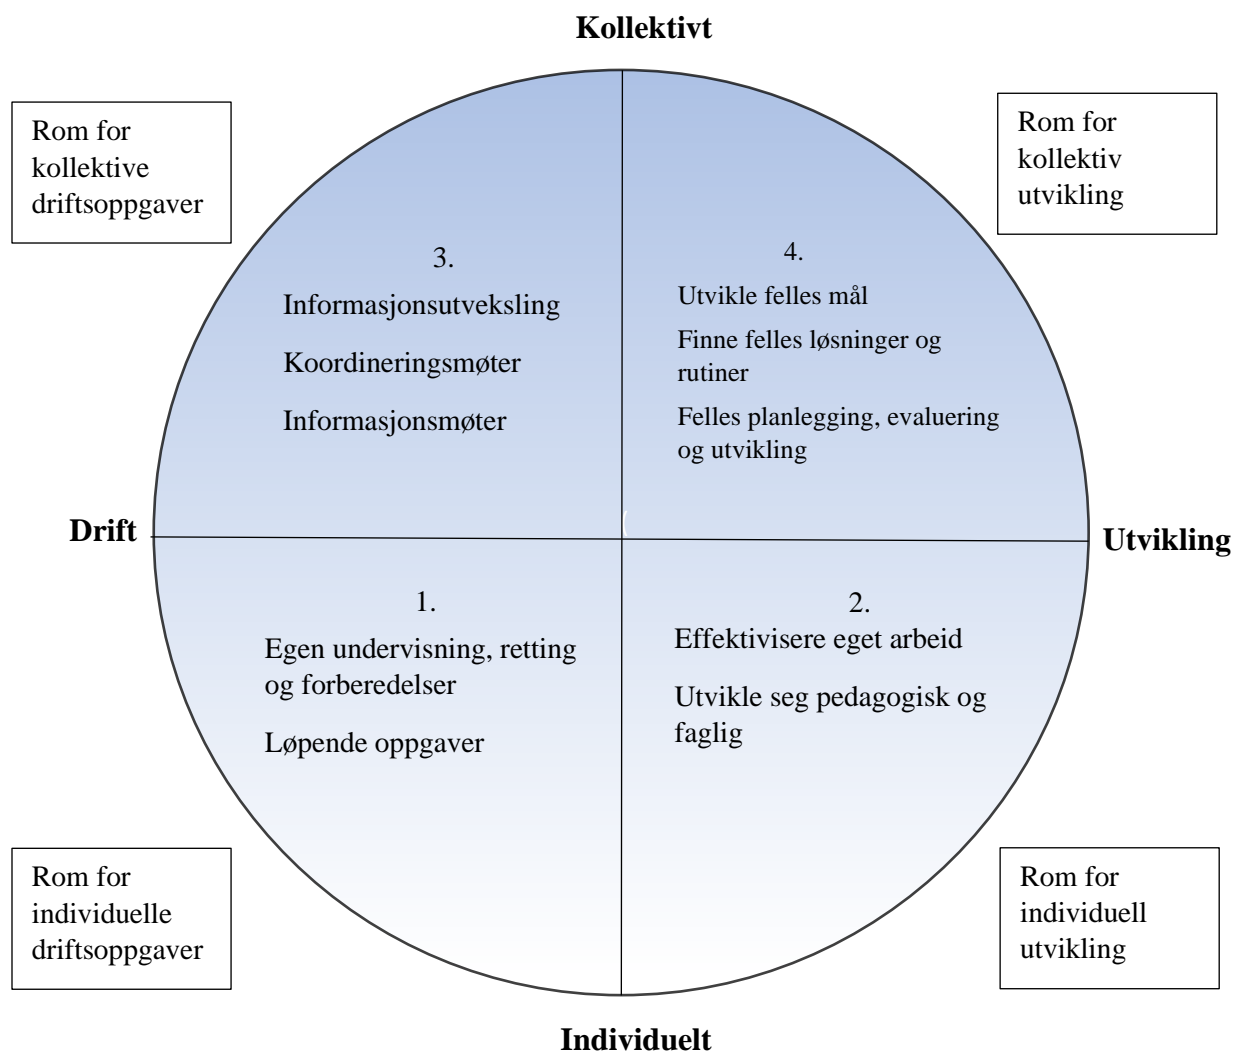 Kollektivt
Rom for
kollektive
driftsoppgaver
Rom for
kollektiv
utvikling
3.
Informasjonsutveksling
Koordineringsmøter
Informasjonsmøter
4.
Utvikle felles mål
Finne felles løsninger og
rutiner
Felles planlegging, evaluering
og utvikling
(
Drift
Utvikling
1.
Egen undervisning, retting
og forberedelser
Løpende oppgaver
2.
Effektivisere eget arbeid
Utvikle seg pedagogisk og
faglig
Rom for
individuelle
driftsoppgaver
Rom for
individuell
utvikling
Individuelt